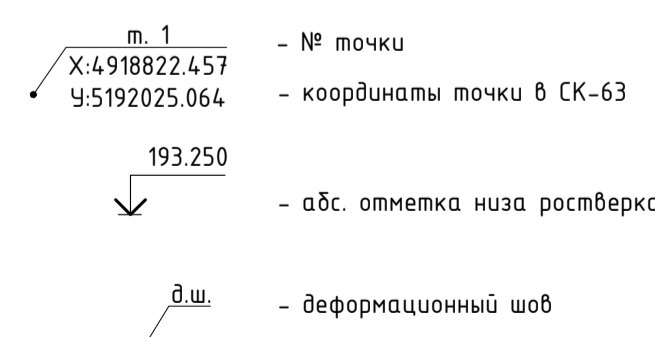 т. 1 - № точки
X:4918822.457
У:5192025.064 - координаты точки в СК-63
193.250
- абс. отметка низа ростверка
д.ш. - деформационный шов